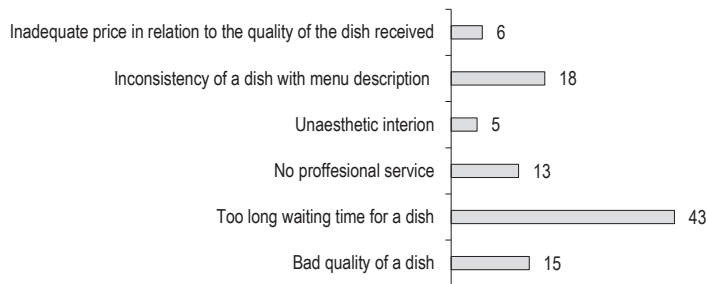 Inadequate price in relation to the quality of the dish received 6
Inconsistency of a dish with menu description 18
Unaesthetic interion 5
No proffesional service 13
Too long waiting time for a dish 43
Bad quality of a dish 15